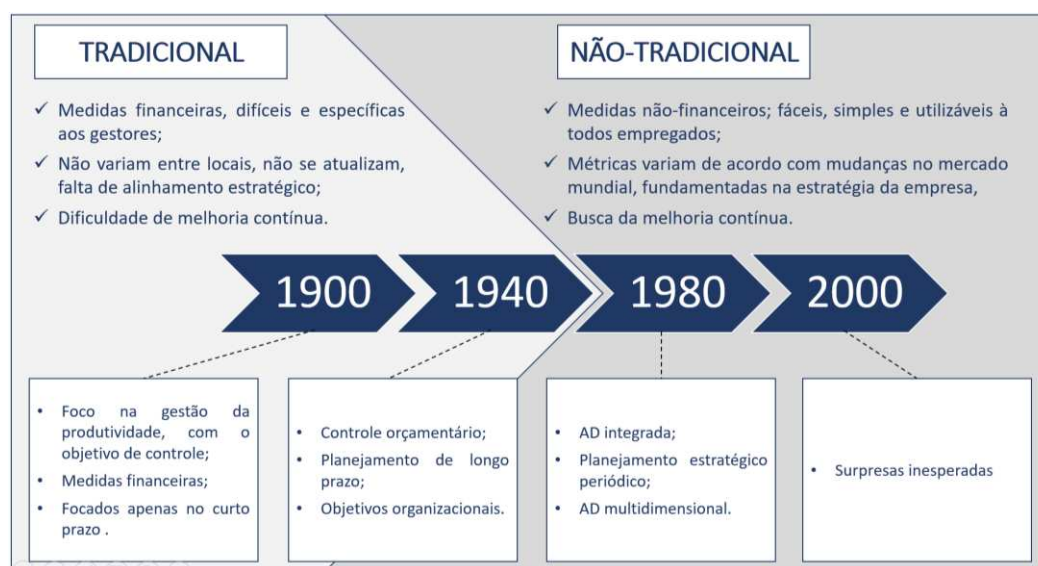 TRADICIONAL
Medidas financeiras, difíceis e específicas
aos gestores;
Não variam entre locais, não se atualizam,
falta de alinhamento estratégico;
Dificuldade de melhoria contínua.
NÃO-TRADICIONAL
Medidas não-financeiros; fáceis, simples e utilizáveis à
todos empregados;
Métricas variam de acordo com mudanças no mercado
mundial, fundamentadas na estratégia da empresa,
Busca da melhoria contínua.
1900
1940
1980
2000
Foco na gestão da
produtividade, com o
objetivo de controle;
Medidas financeiras;
Focados apenas no curto
prazo .
Controle orçamentário;
Planejamento de longo
prazo;
Objetivos organizacionais.
AD integrada;
Planejamento estratégico
periódico;
AD multidimensional.
Surpresas inesperadas